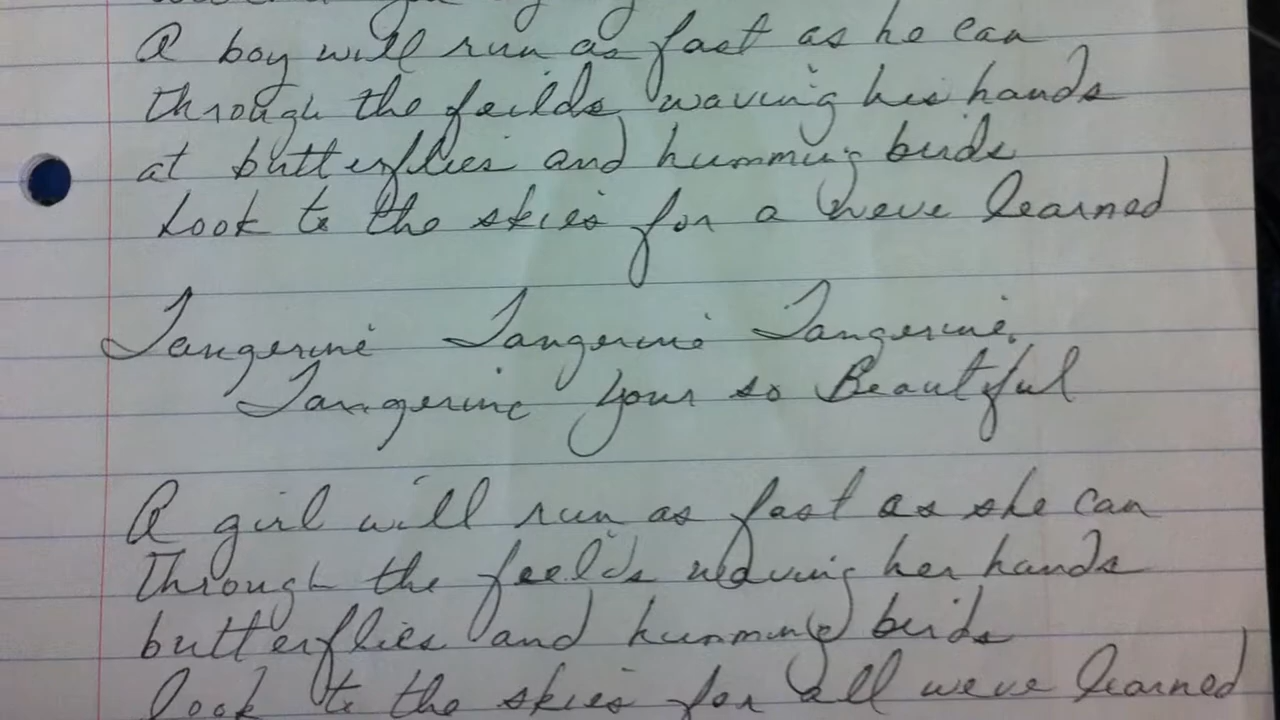 A boy will run as fast as he can
through the feilds waving his hands
at butterflies and humming birds
Look to the skies for a weve learned
Tangerine Tangerine Tangerine.
Tangerine your so Beautiful
A girl will run as fast as she can
Through the feelds waving her hands
butterflies and humming birds
look to the skies for all weve learned